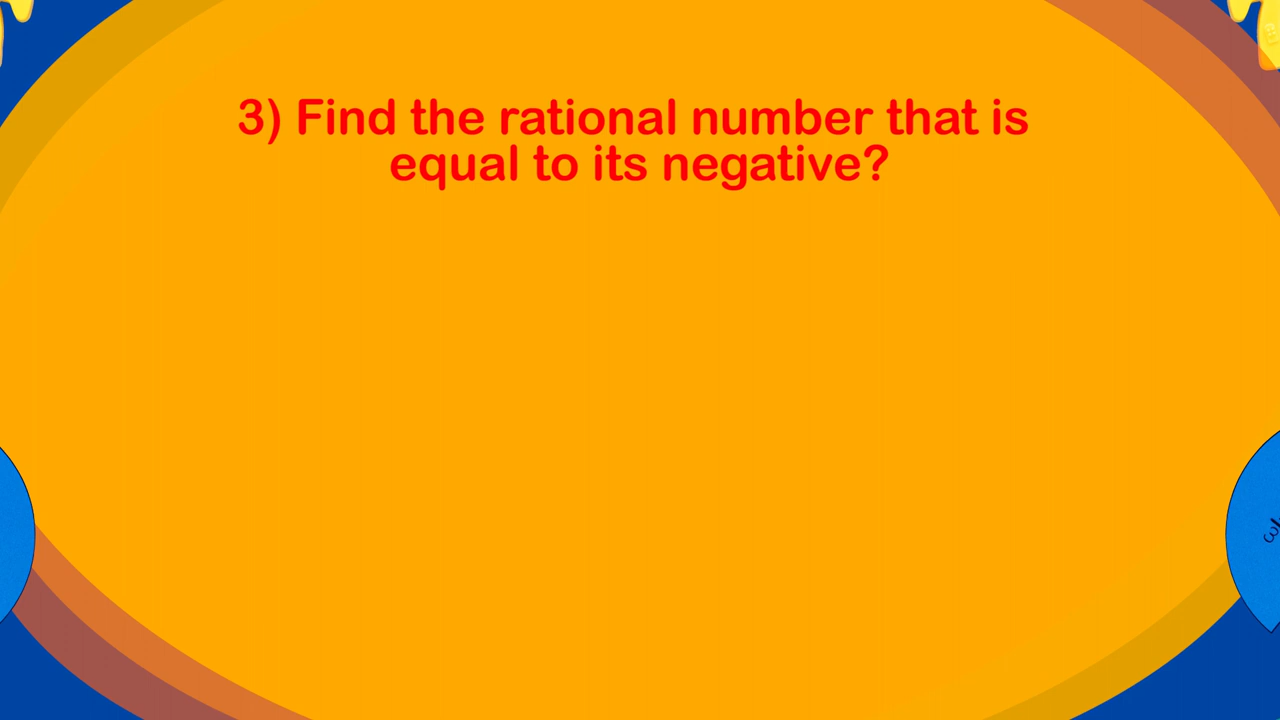 3) Find the rational number that is
equal to its negative?